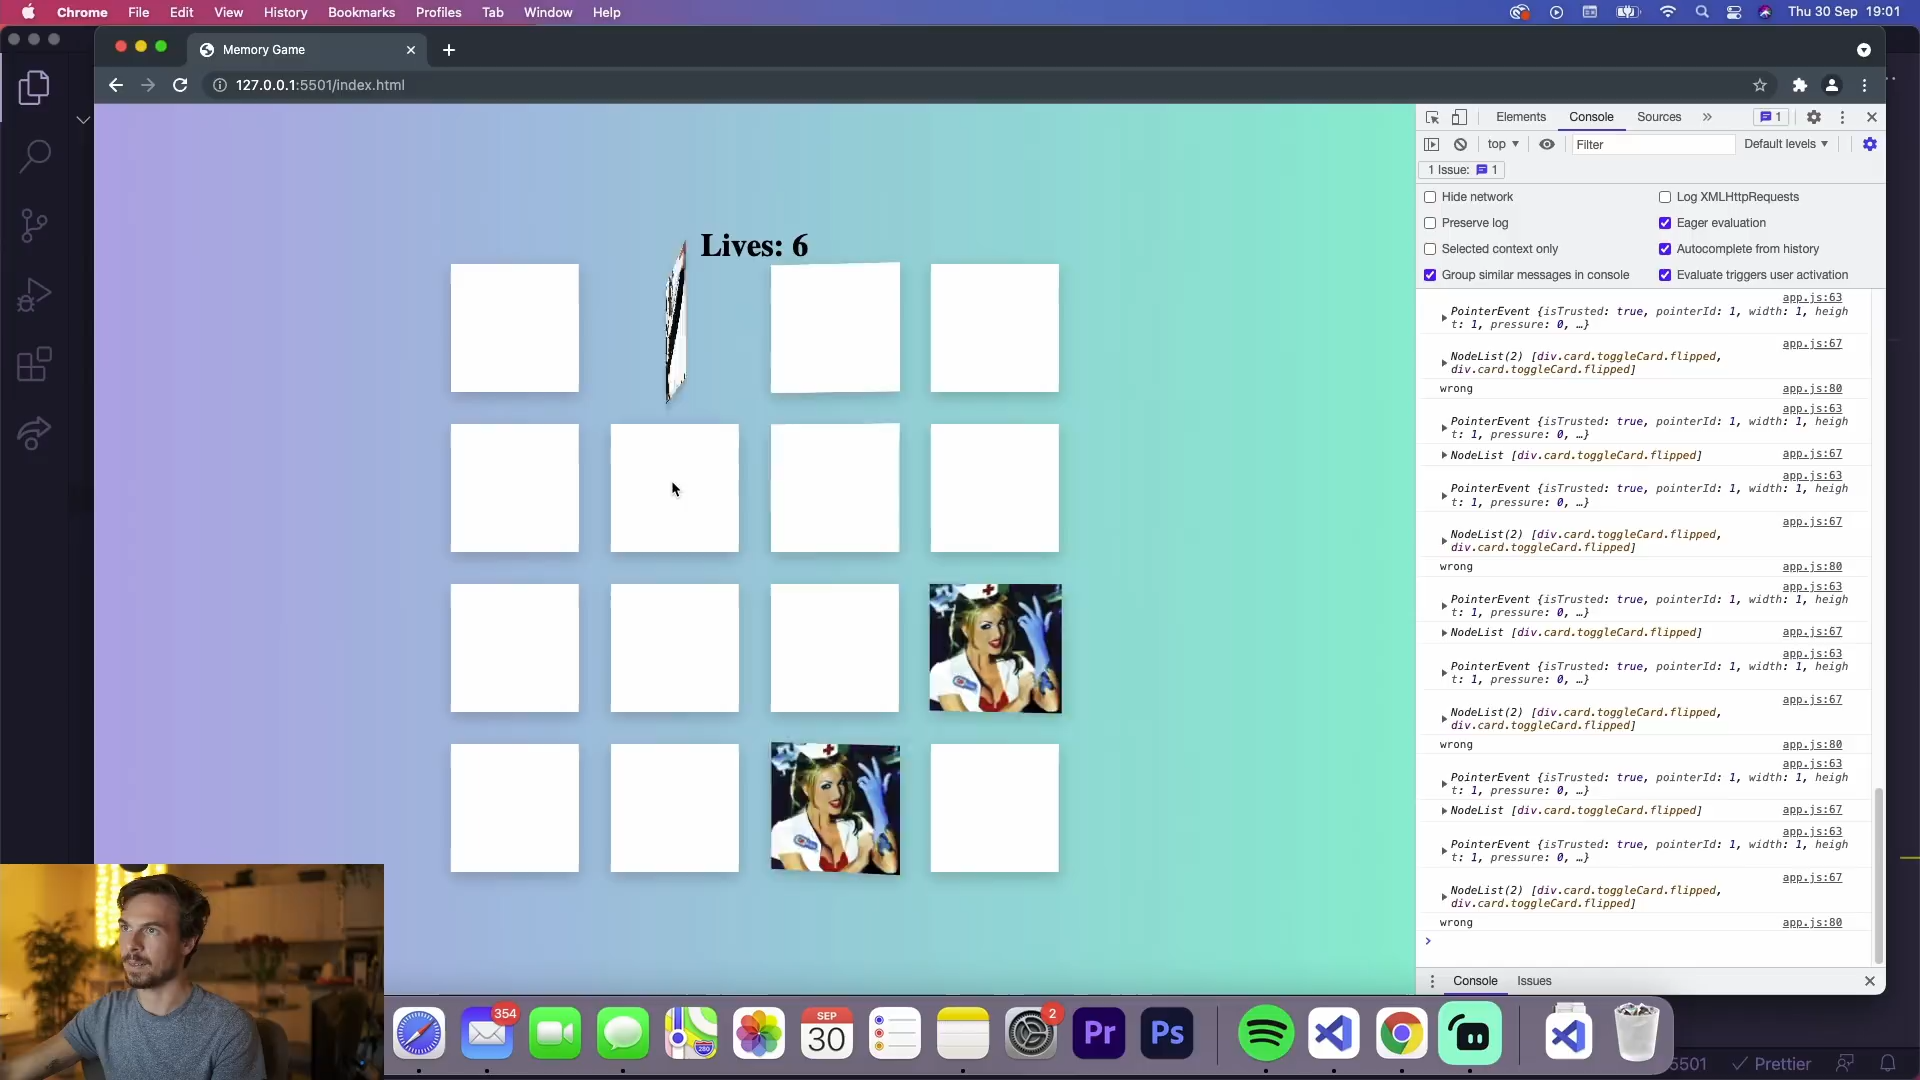 Chrome File Edit View History Bookmarks Profiles Tab Window Help Thu 30 Sep 19:01
Memory Game
127.0.0.1:5501/index.html
Elements Console Sources 1
top Filter Default levels
1 Issue: 1
Hide network Log XMLHttpRequests
Preserve log Eager evaluation
Selected context only Autocomplete from history
Group similar messages in console Evaluate triggers user activation
Lives: 6
app.js:63
PointerEvent {isTrusted: true, pointerId: 1, width: 1, heigh
t: 1, pressure: 0, …}
app.js:67
NodeList(2) [div.card.toggleCard.flipped,
div.card.toggleCard.flipped]
wrong app.js:80
app.js:63
PointerEvent {isTrusted: true, pointerId: 1, width: 1, heigh
t: 1, pressure: 0, …}
NodeList [div.card.toggleCard.flipped] app.js:67
app.js:63
PointerEvent {isTrusted: true, pointerId: 1, width: 1, heigh
t: 1, pressure: 0, …}
app.js:67
NodeList(2) [div.card.toggleCard.flipped,
div.card.toggleCard.flipped]
wrong app.js:80
app.js:63
PointerEvent {isTrusted: true, pointerId: 1, width: 1, heigh
t: 1, pressure: 0, …}
NodeList [div.card.toggleCard.flipped] app.js:67
app.js:63
PointerEvent {isTrusted: true, pointerId: 1, width: 1, heigh
t: 1, pressure: 0, …}
app.js:67
NodeList(2) [div.card.toggleCard.flipped,
div.card.toggleCard.flipped]
wrong app.js:80
app.js:63
PointerEvent {isTrusted: true, pointerId: 1, width: 1, heigh
t: 1, pressure: 0, …}
NodeList [div.card.toggleCard.flipped] app.js:67
app.js:63
PointerEvent {isTrusted: true, pointerId: 1, width: 1, heigh
t: 1, pressure: 0, …}
app.js:67
NodeList(2) [div.card.toggleCard.flipped,
div.card.toggleCard.flipped]
wrong app.js:80
Console Issues
354 SEP 30 2 Pr Ps
280
5501 Prettier